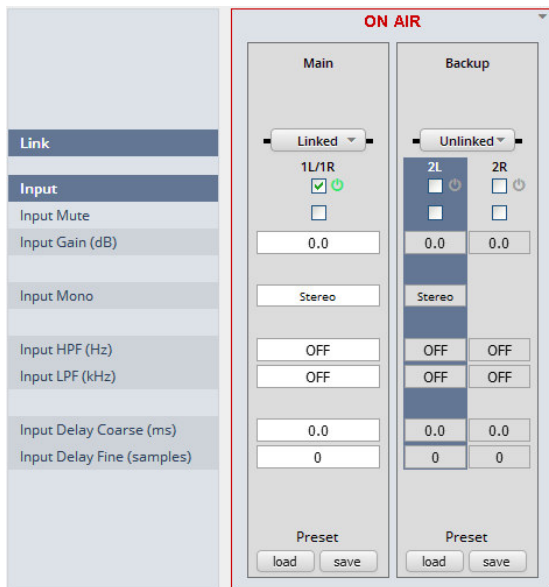 ON AIR
Main Backup
Link Linked Unlinked
1L/1R 2L 2R
Input
Input Mute
Input Gain (dB) 0.0 0.0 0.0
Input Mono Stereo Stereo
Input HPF (Hz) OFF OFF OFF
Input LPF (kHz) OFF OFF OFF
Input Delay Coarse (ms) 0.0 0.0 0.0
Input Delay Fine (samples) 0 0 0
Preset Preset
load save load save